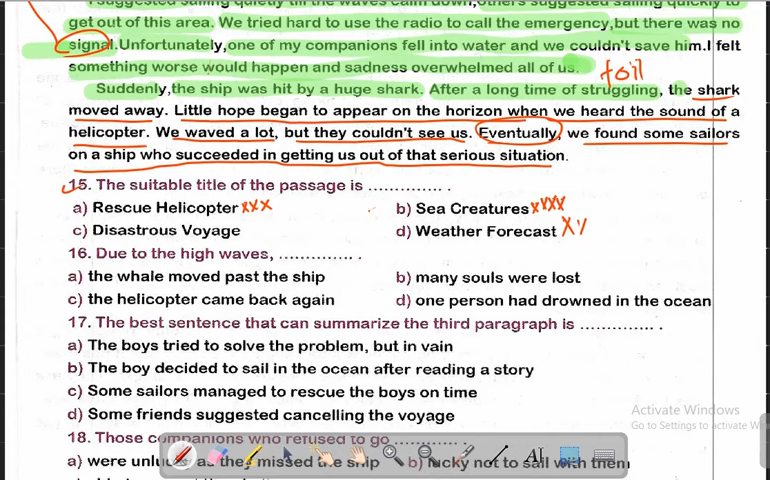 suggested sailing quietly till the waves calm down, others suggested sailing quickly to
get out of this area. We tried hard to use the radio to call the emergency,but there was no
signal.Unfortunately,one of my companions fell into water and we couldn't save him.I felt
something worse would happen and sadness overwhelmed all of us.
foil
Suddenly,the ship was hit by a huge shark. After a long time of struggling, the shark
moved away. Little hope began to appear on the horizon when we heard the sound of a
helicopter. We waved a lot, but they couldn't see us. Eventually, we found some sailors
on a ship who succeeded in getting us out of that serious situation.
15. The suitable title of the passage is .............. .
a) Rescue Helicopter xxx b) Sea Creatures xxxx
c) Disastrous Voyage d) Weather Forecast xx
16. Due to the high waves, .............. .
a) the whale moved past the ship b) many souls were lost
c) the helicopter came back again d) one person had drowned in the ocean
17. The best sentence that can summarize the third paragraph is .............. .
a) The boys tried to solve the problem, but in vain
b) The boy decided to sail in the ocean after reading a story
c) Some sailors managed to rescue the boys on time
d) Some friends suggested cancelling the voyage
Activate Windows
Go to Settings to activate W
18. Those companions who refused to go .............. .
a) were as they missed the ship b) lucky not to sail with them